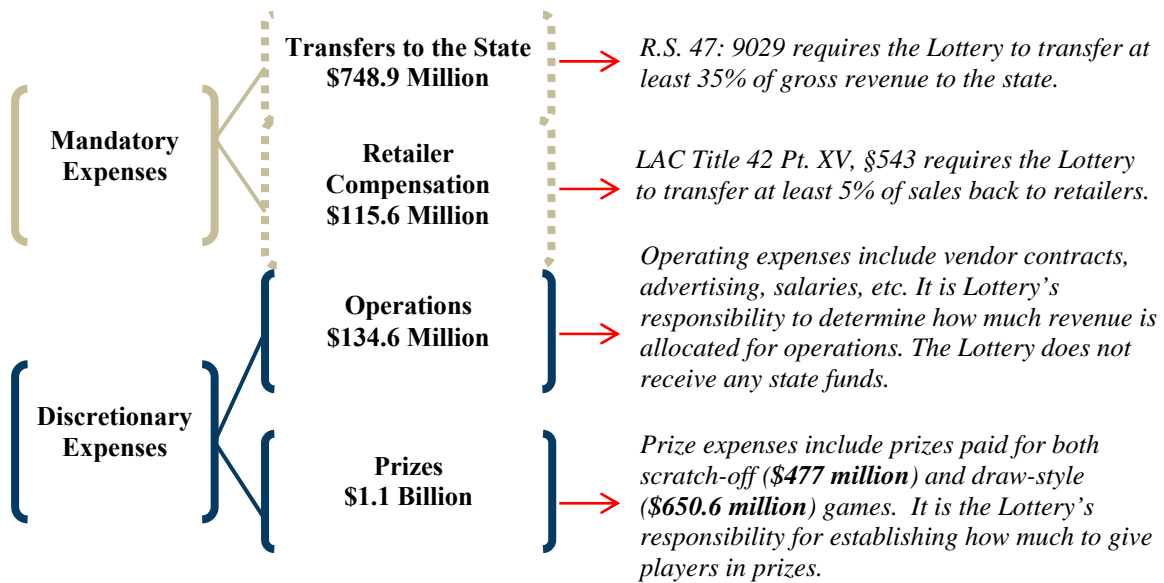 Mandatory
Expenses
Transfers to the State
$748.9 Million
R.S. 47: 9029 requires the Lottery to transfer at
least 35% of gross revenue to the state.
Retailer
Compensation
$115.6 Million
LAC Title 42 Pt. XV, §543 requires the Lottery
to transfer at least 5% of sales back to retailers.
Discretionary
Expenses
Operations
$134.6 Million
Operating expenses include vendor contracts,
advertising, salaries, etc. It is Lottery's
responsibility to determine how much revenue is
allocated for operations. The Lottery does not
receive any state funds.
Prizes
$1.1 Billion
Prize expenses include prizes paid for both
scratch-off ($477 million) and draw-style
($650.6 million) games.  It is the Lottery's
responsibility for establishing how much to give
players in prizes.